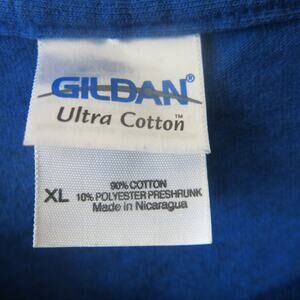 GILDAN®
Ultra Cotton™
90% COTTON
XL 10% POLYESTER PRESHRUNK
Made in Nicaragua